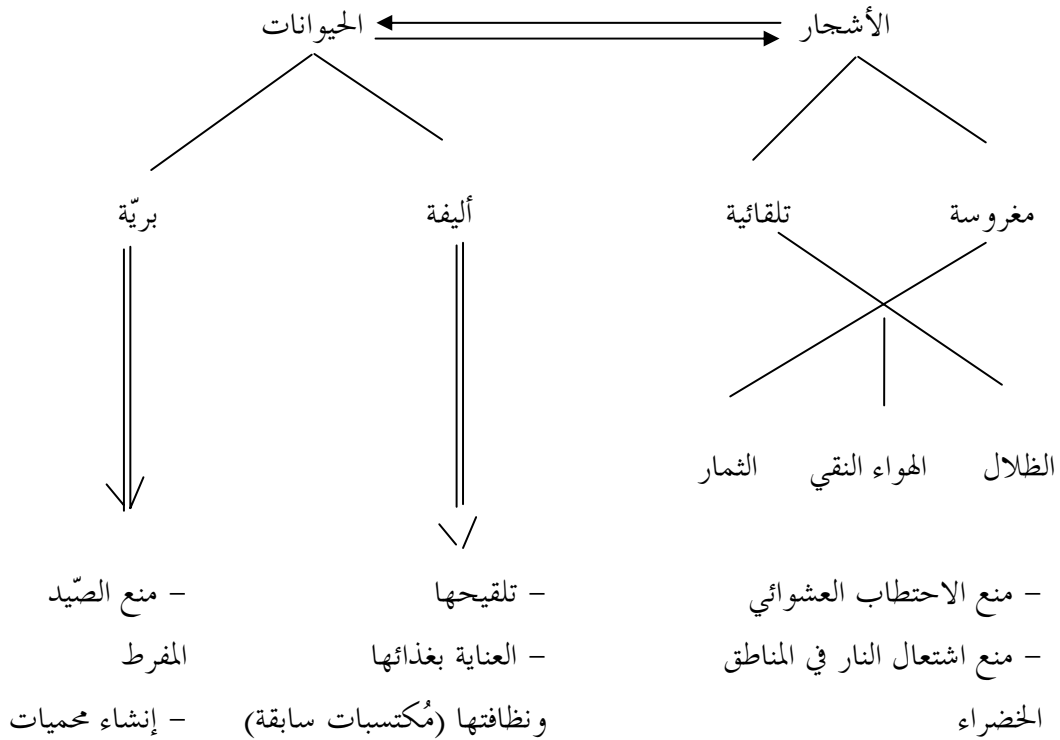 الأشجار الحيوانات
مغروسة تلقائية أليفة بريّة
الظلال الهواء النقي الثمار
– منع الاحتطاب العشوائي – تلقيحها – منع الصّيد
– منع اشتعال النار في المناطق – العناية بغذائها المفرط
الخضراء ونظافتها (مُكتسبات سابقة) – إنشاء محميات